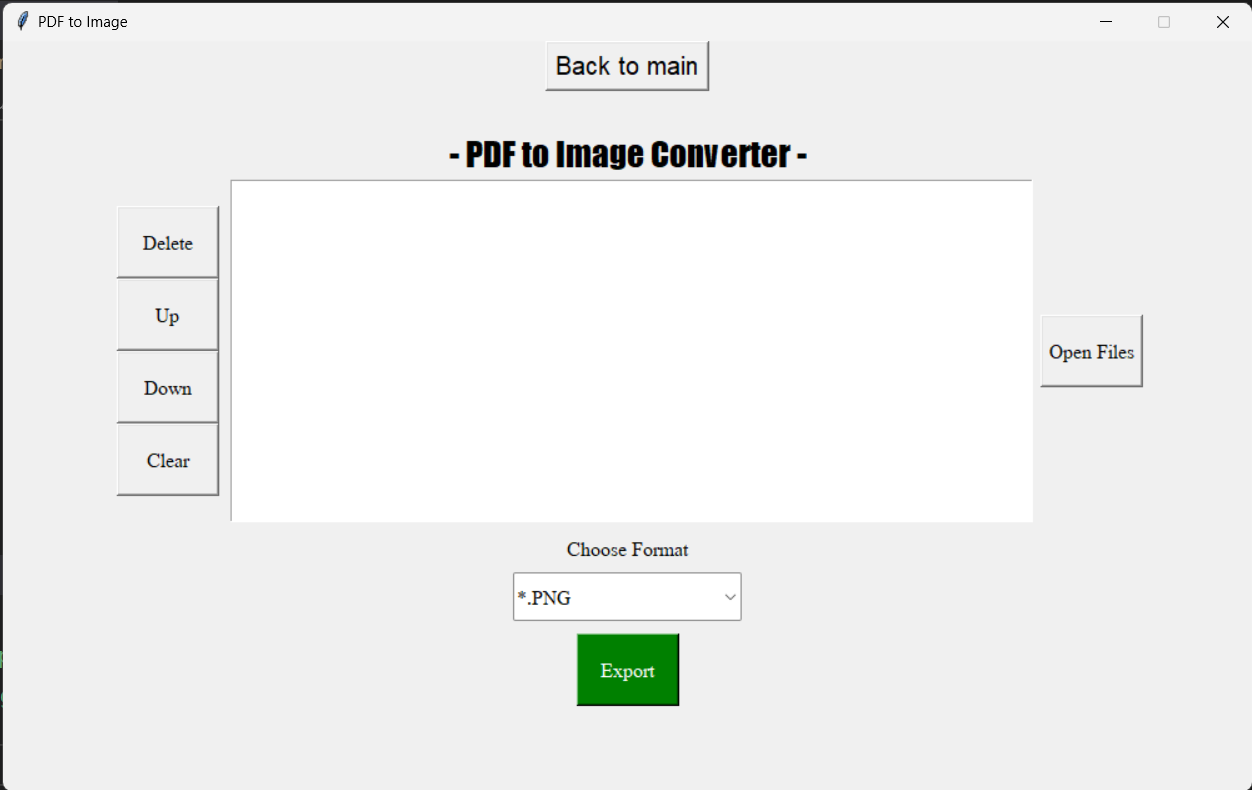 PDF to Image
Back to main
- PDF to Image Converter -
Delete
Up
Down
Clear
Open Files
Choose Format
*.PNG
Export